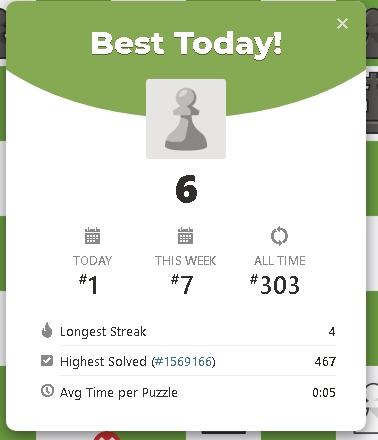 Best Today!
6
TODAY
THIS WEEK
ALL TIME
#1
#7
#303
Longest Streak 4
Highest Solved (#1569166) 467
Avg Time per Puzzle 0:05